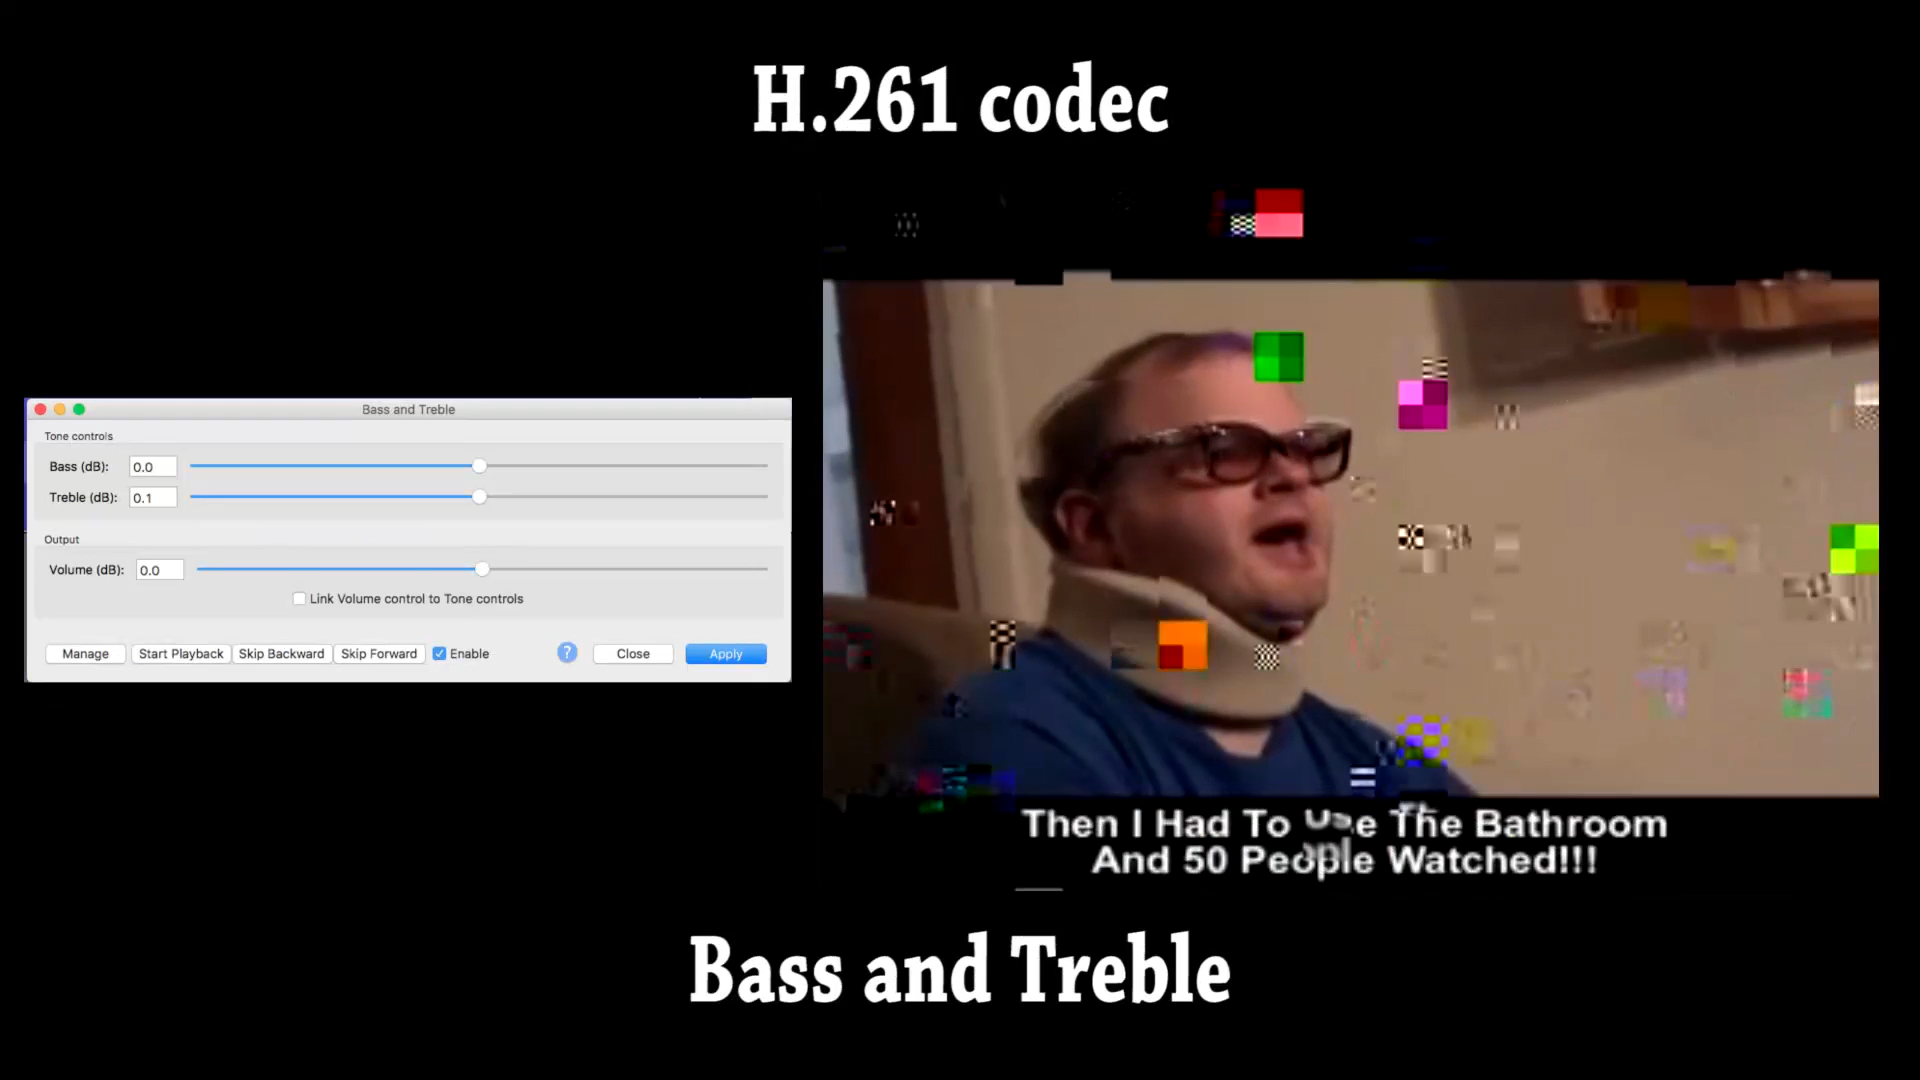 H.261 codec
Bass and Treble
Tone controls
Bass (dB): 0.0
Treble (dB): 0.1
Output
Volume (dB): 0.0
Link Volume control to Tone controls
Manage Start Playback Skip Backward Skip Forward Enable ? Close Apply
Then I Had To Use The Bathroom
And 50 People Watched!!!
Bass and Treble